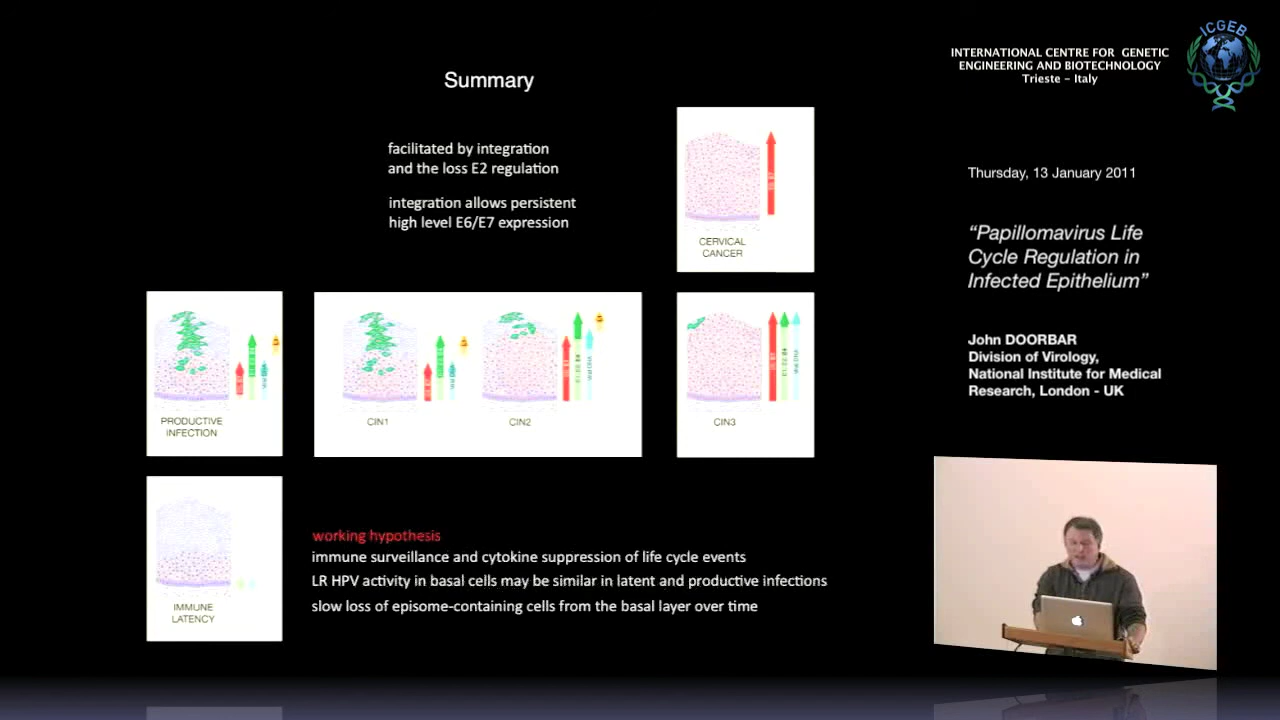 Summary
facilitated by integration
and the loss E2 regulation
integration allows persistent
high level E6/E7 expression
CERVICAL
CANCER
PRODUCTIVE
INFECTION
CIN1
CIN2
CIN3
IMMUNE
LATENCY
working hypothesis
immune surveillance and cytokine suppression of life cycle events
LR HPV activity in basal cells may be similar in latent and productive infections
slow loss of episome-containing cells from the basal layer over time
INTERNATIONAL CENTRE FOR GENETIC
ENGINEERING AND BIOTECHNOLOGY
Trieste – Italy
ICGEB
Thursday, 13 January 2011
“Papillomavirus Life
Cycle Regulation in
Infected Epithelium”
John DOORBAR
Division of Virology,
National Institute for Medical
Research, London - UK